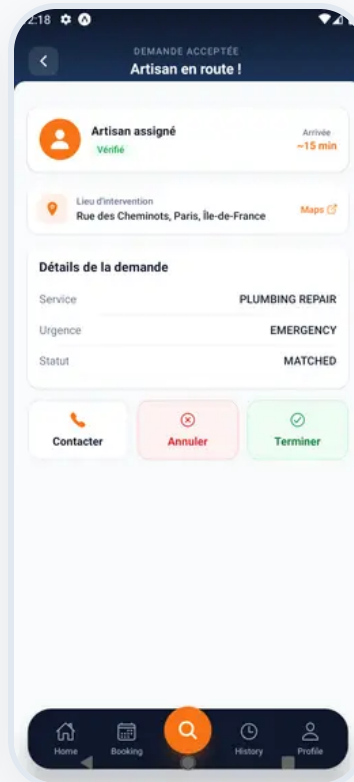 2:18
DEMANDE ACCEPTÉE
Artisan en route !
Artisan assigné
Vérifié
Arrivée
~15 min
Lieu d'intervention
Rue des Cheminots, Paris, Île-de-France
Maps
Détails de la demande
Service PLUMBING REPAIR
Urgence EMERGENCY
Statut MATCHED
Contacter Annuler Terminer
Home Booking History Profile